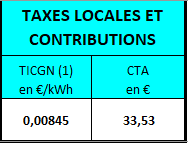 TAXES LOCALES ET
CONTRIBUTIONS
TICGN (1)
en €/kWh
CTA
en €
0,00845
33,53